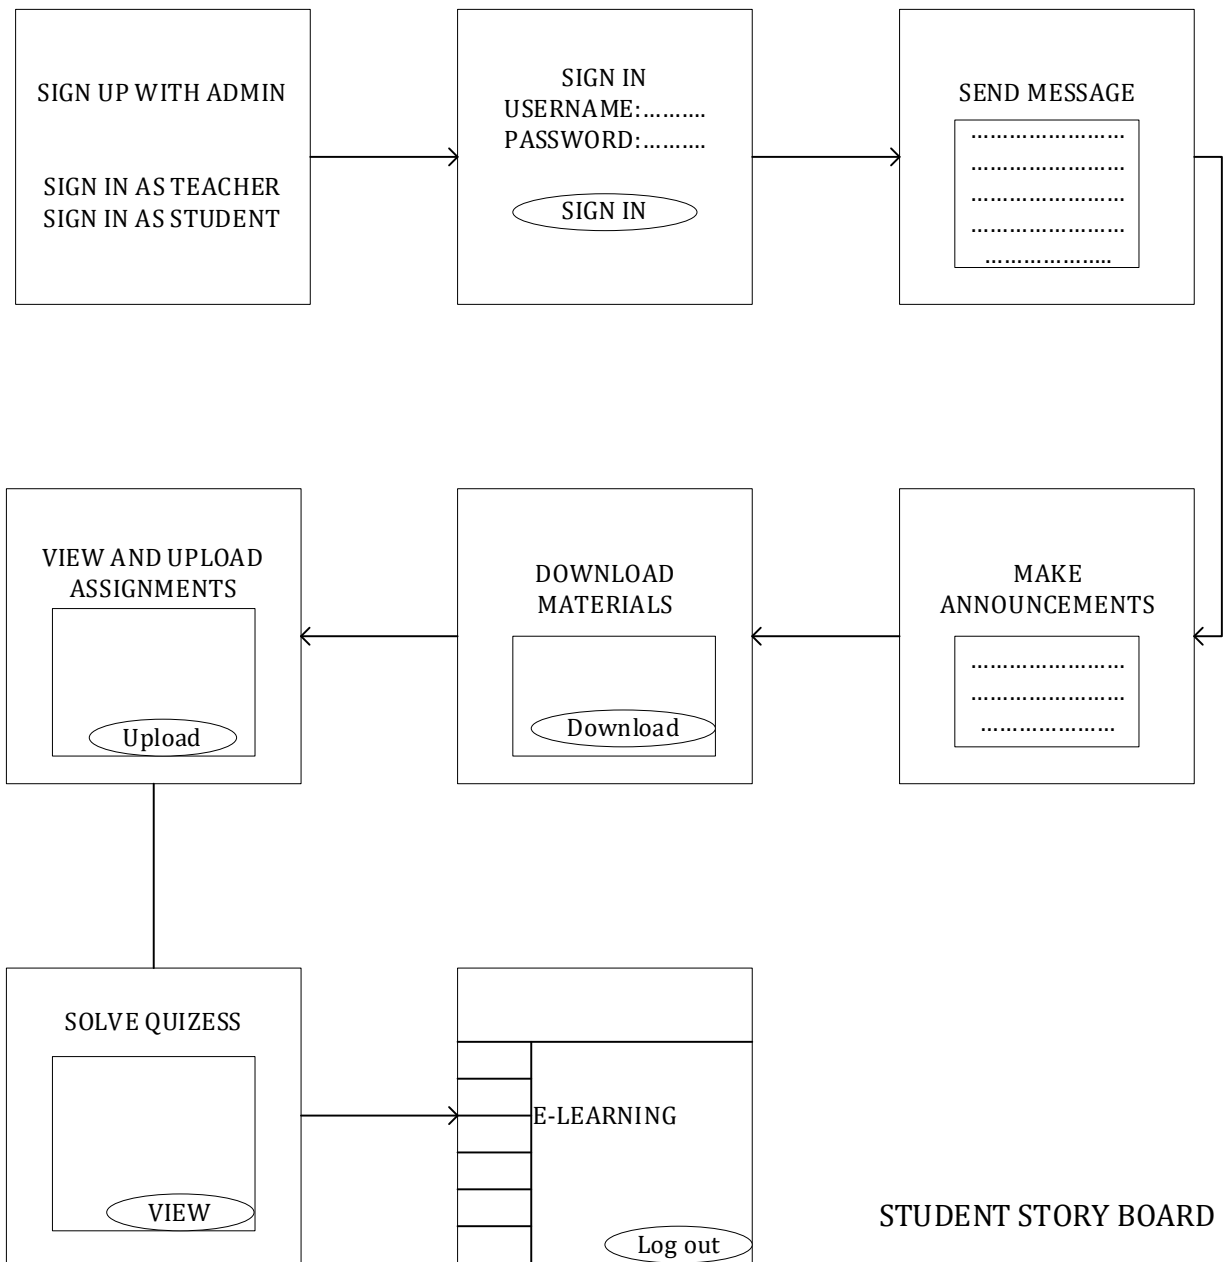 SIGN UP WITH ADMIN
SIGN IN AS TEACHER
SIGN IN AS STUDENT
SIGN IN
USERNAME:……….
PASSWORD:……….
SIGN IN
SEND MESSAGE
……………………
……………………
……………………
……………………
………………..
MAKE
ANNOUNCEMENTS
……………………
……………………
…………………
DOWNLOAD
MATERIALS
Download
VIEW AND UPLOAD
ASSIGNMENTS
Upload
SOLVE QUIZESS
VIEW
E-LEARNING
Log out
STUDENT STORY BOARD